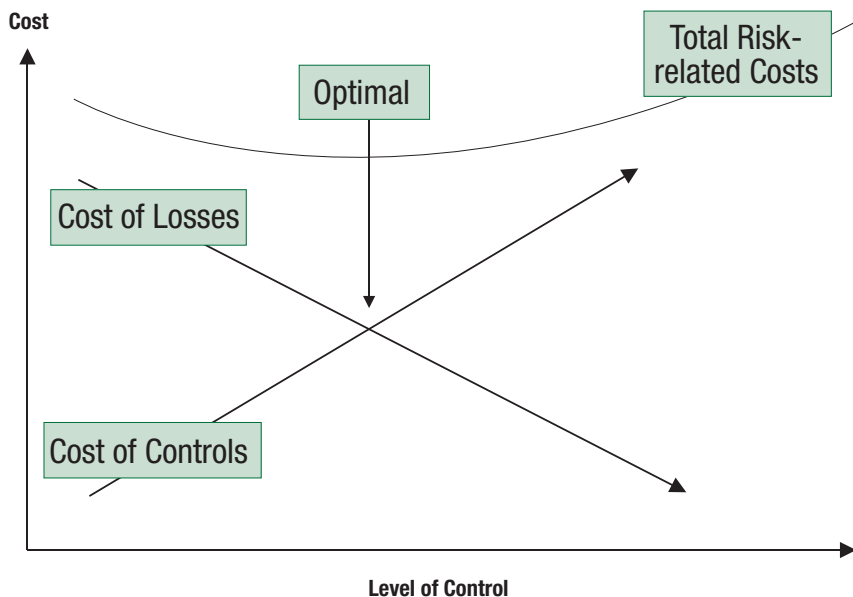 Cost
Total Risk-
related Costs
Optimal
Cost of Losses
Cost of Controls
Level of Control